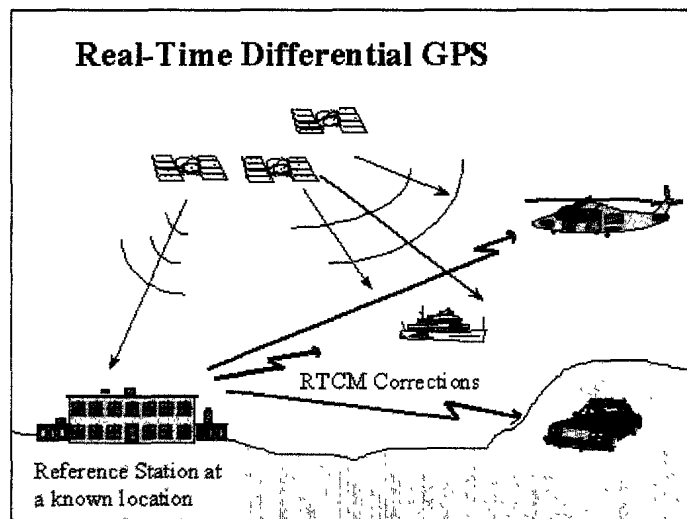 Real-Time Differential GPS
RTCM Corrections
Reference Station at
a known location